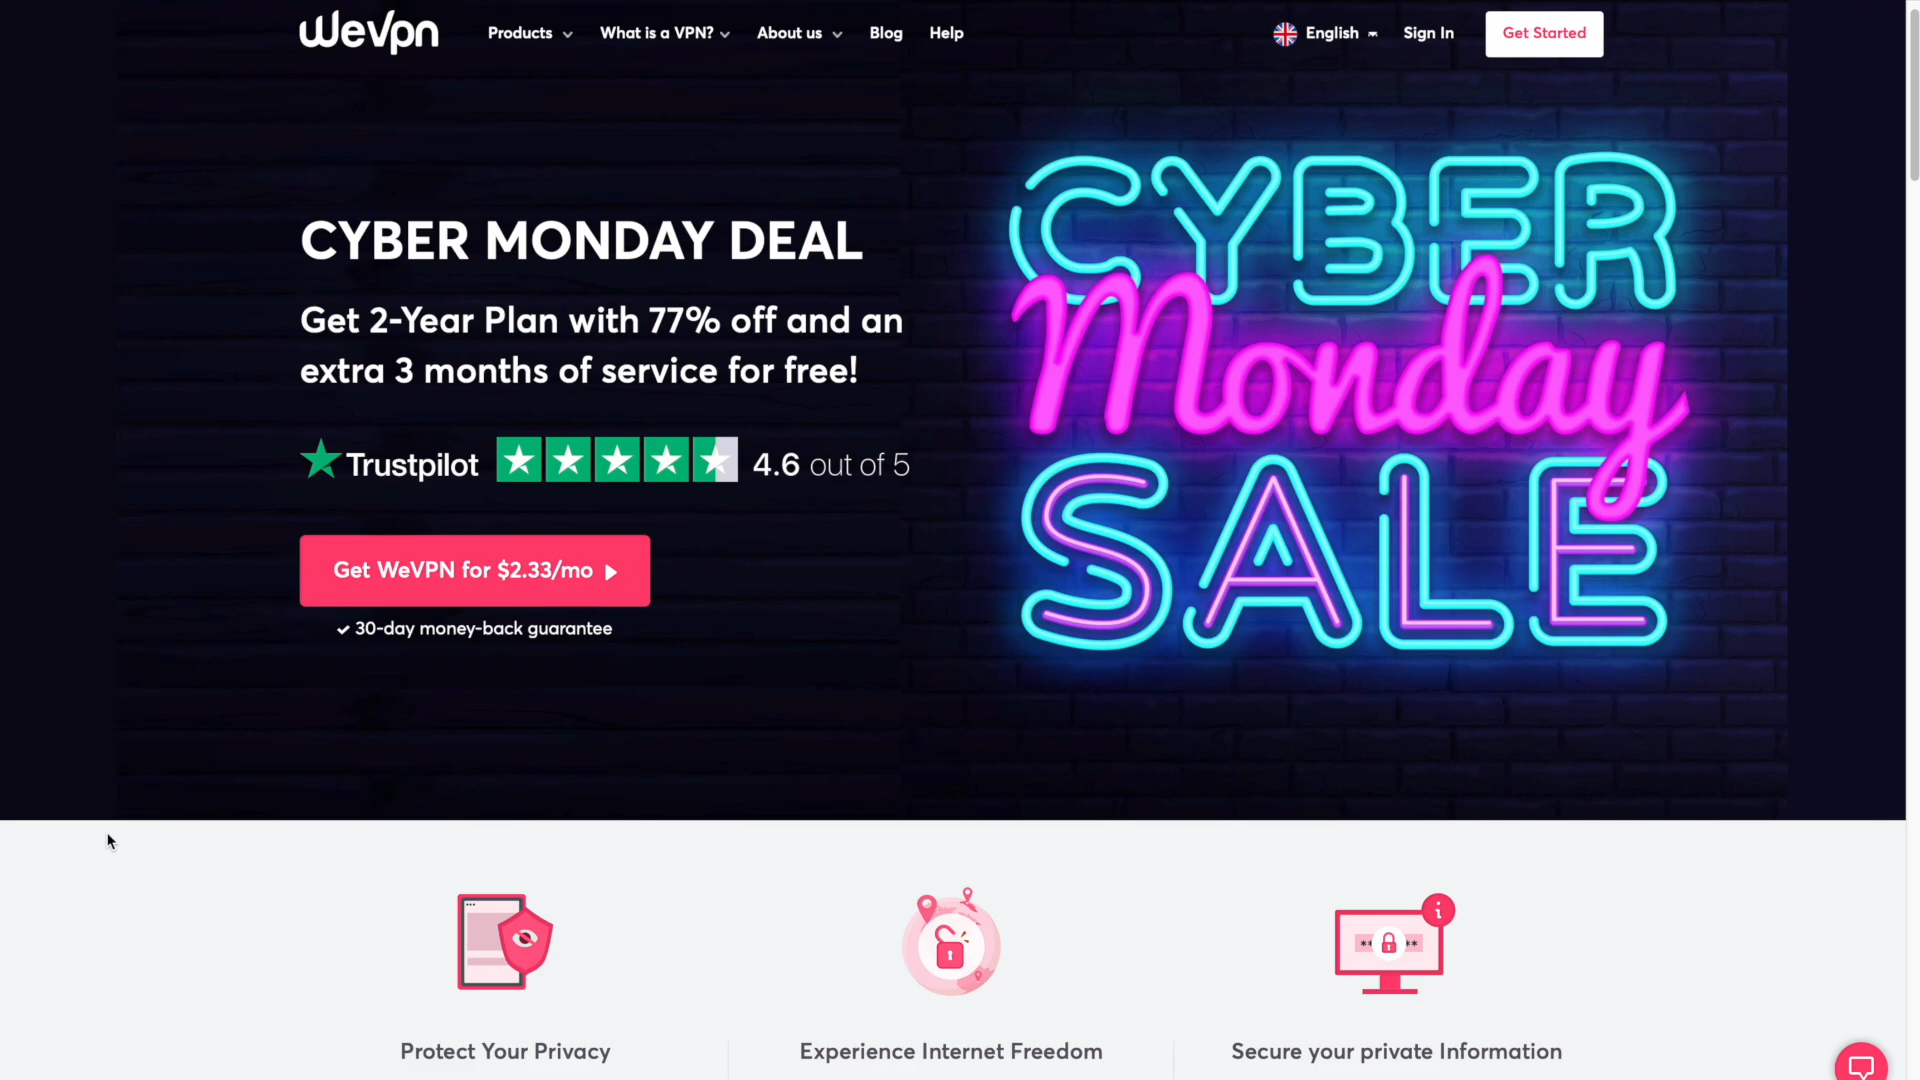 WeVpn
Products
What is a VPN?
About us
Blog
Help
English
Sign In
Get Started
CYBER MONDAY DEAL
Get 2-Year Plan with 77% off and an
extra 3 months of service for free!
Trustpilot
4.6 out of 5
Get WeVPN for $2.33/mo
30-day money-back guarantee
CYBER
Monday
SALE
** **
i
Protect Your Privacy
Experience Internet Freedom
Secure your private Information